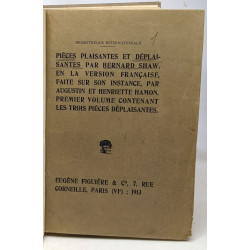 BIBLIOTHÈQUE INTERNATIONALE
PIÈCES PLAISANTES ET DÉPLAI-
SANTES PAR BERNARD SHAW,
EN LA VERSION FRANÇAISE,
FAITE SUR SON INSTANCE, PAR
AUGUSTIN ET HENRIETTE HAMON.
PREMIER VOLUME CONTENANT
LES TROIS PIÈCES DÉPLAISANTES.
EUGÈNE FIGUIÈRE & Cie, 7, RUE
CORNEILLE, PARIS (VIe) : 1913